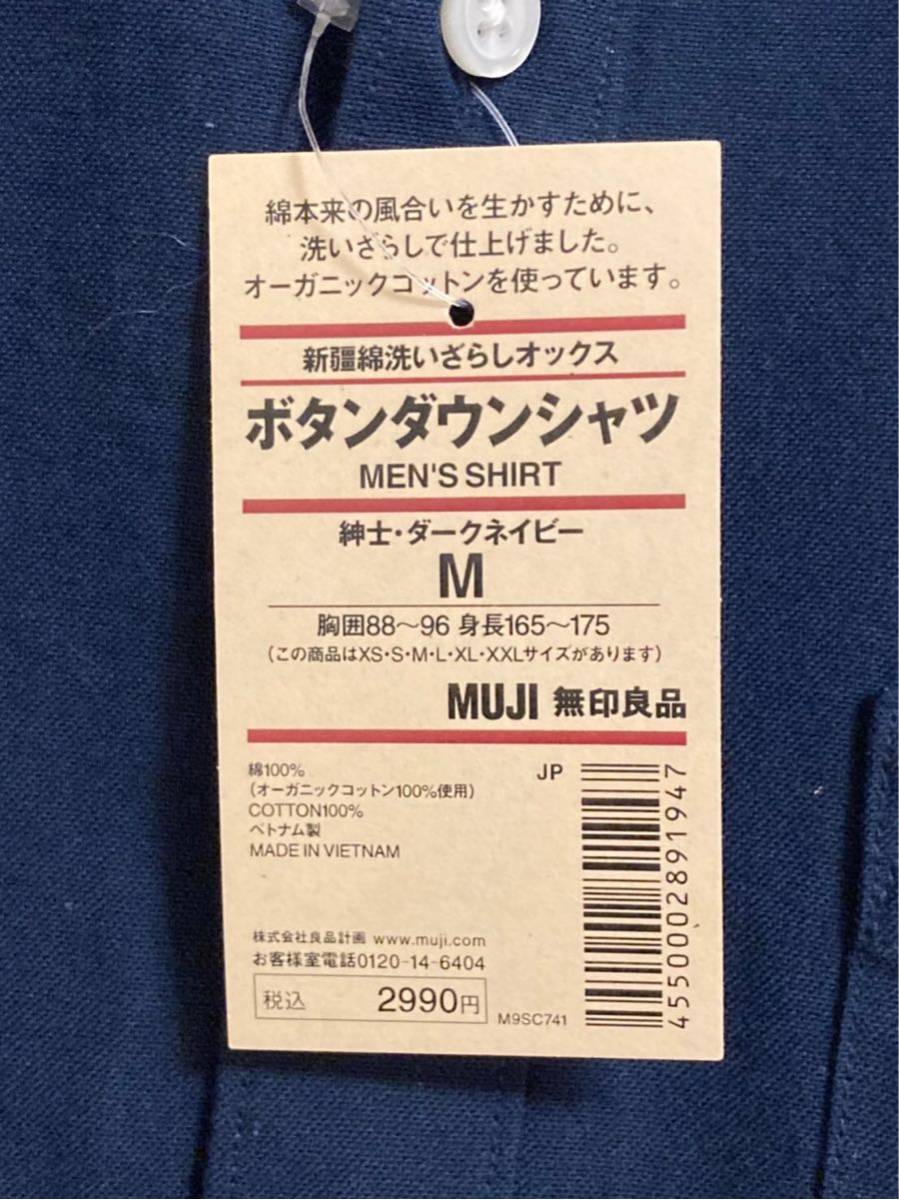 綿本来の風合いを生かすために、
洗いざらしで仕上げました。
オーガニックコットンを使っています。
新疆綿洗いざらしオックス
ボタンダウンシャツ
MEN'S SHIRT
紳士・ダークネイビー
M
胸囲88～96 身長165～175
（この商品はXS・S・M・L・XL・XXLサイズがあります）
MUJI 無印良品
綿100%
（オーガニックコットン100%使用）
COTTON100%
ベトナム製
MADE IN VIETNAM
JP
4550002891947
株式会社良品計画 www.muji.com
お客様室電話0120-14-6404
税込 2990円
M9SC741